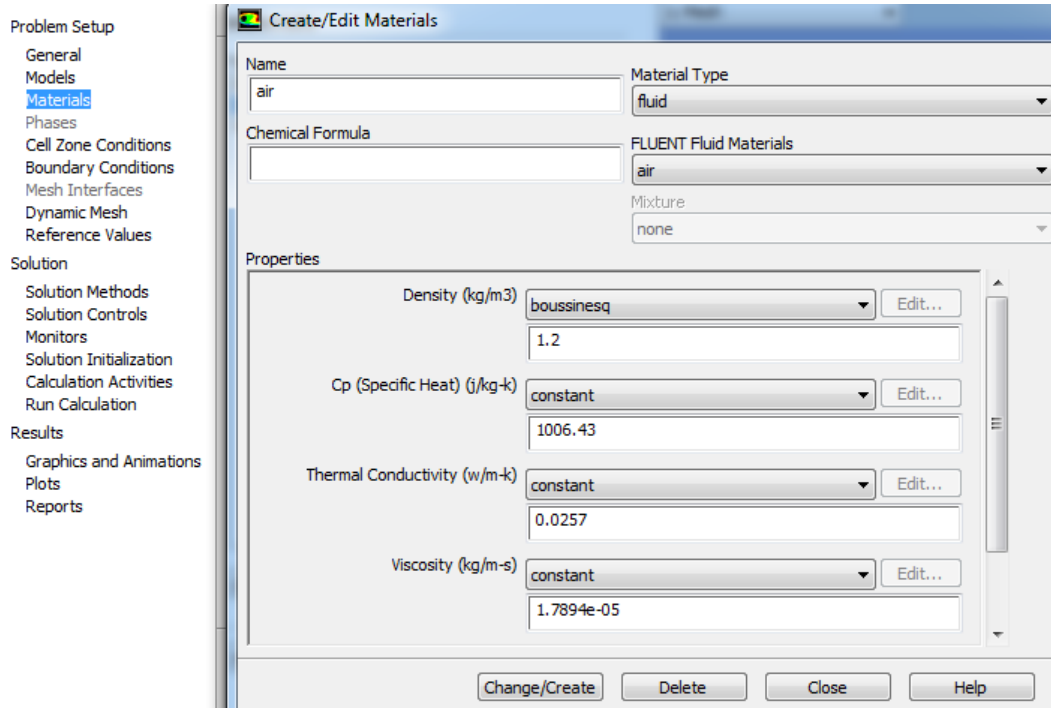 Problem Setup
General
Models
Materials
Phases
Cell Zone Conditions
Boundary Conditions
Mesh Interfaces
Dynamic Mesh
Reference Values
Solution
Solution Methods
Solution Controls
Monitors
Solution Initialization
Calculation Activities
Run Calculation
Results
Graphics and Animations
Plots
Reports
Create/Edit Materials
Name
air
Material Type
fluid
Chemical Formula
FLUENT Fluid Materials
air
Mixture
none
Properties
Density (kg/m3)
boussinesq
Edit...
1.2
Cp (Specific Heat) (j/kg-k)
constant
Edit...
1006.43
Thermal Conductivity (w/m-k)
constant
Edit...
0.0257
Viscosity (kg/m-s)
constant
Edit...
1.7894e-05
Change/Create
Delete
Close
Help